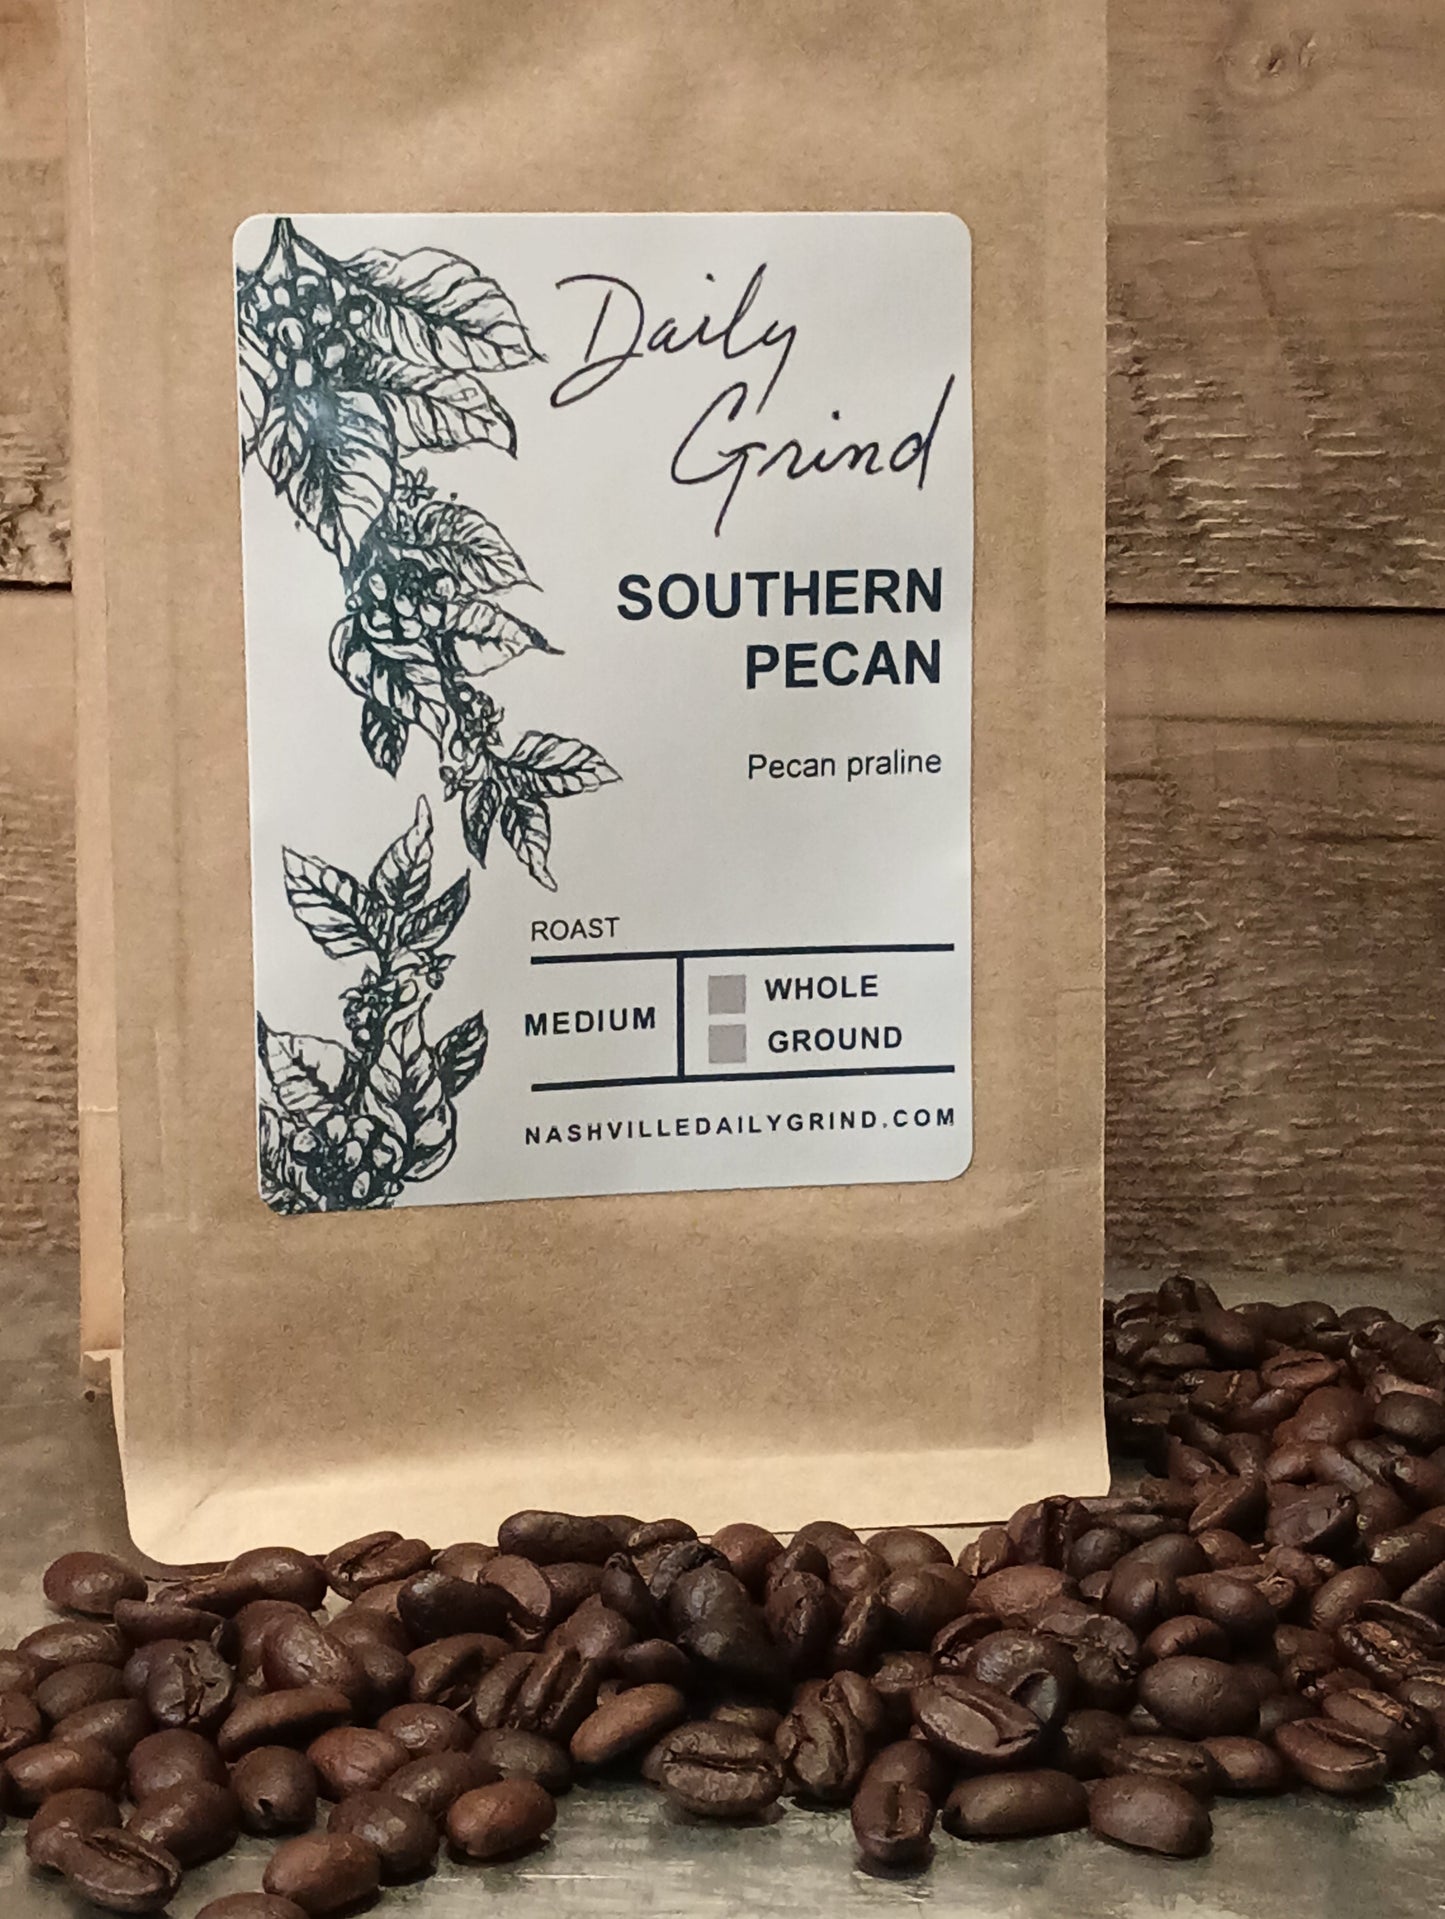 Daily
Grind
SOUTHERN
PECAN
Pecan praline
ROAST
MEDIUM
WHOLE
GROUND
NASHVILLEDAILYGRIND.COM